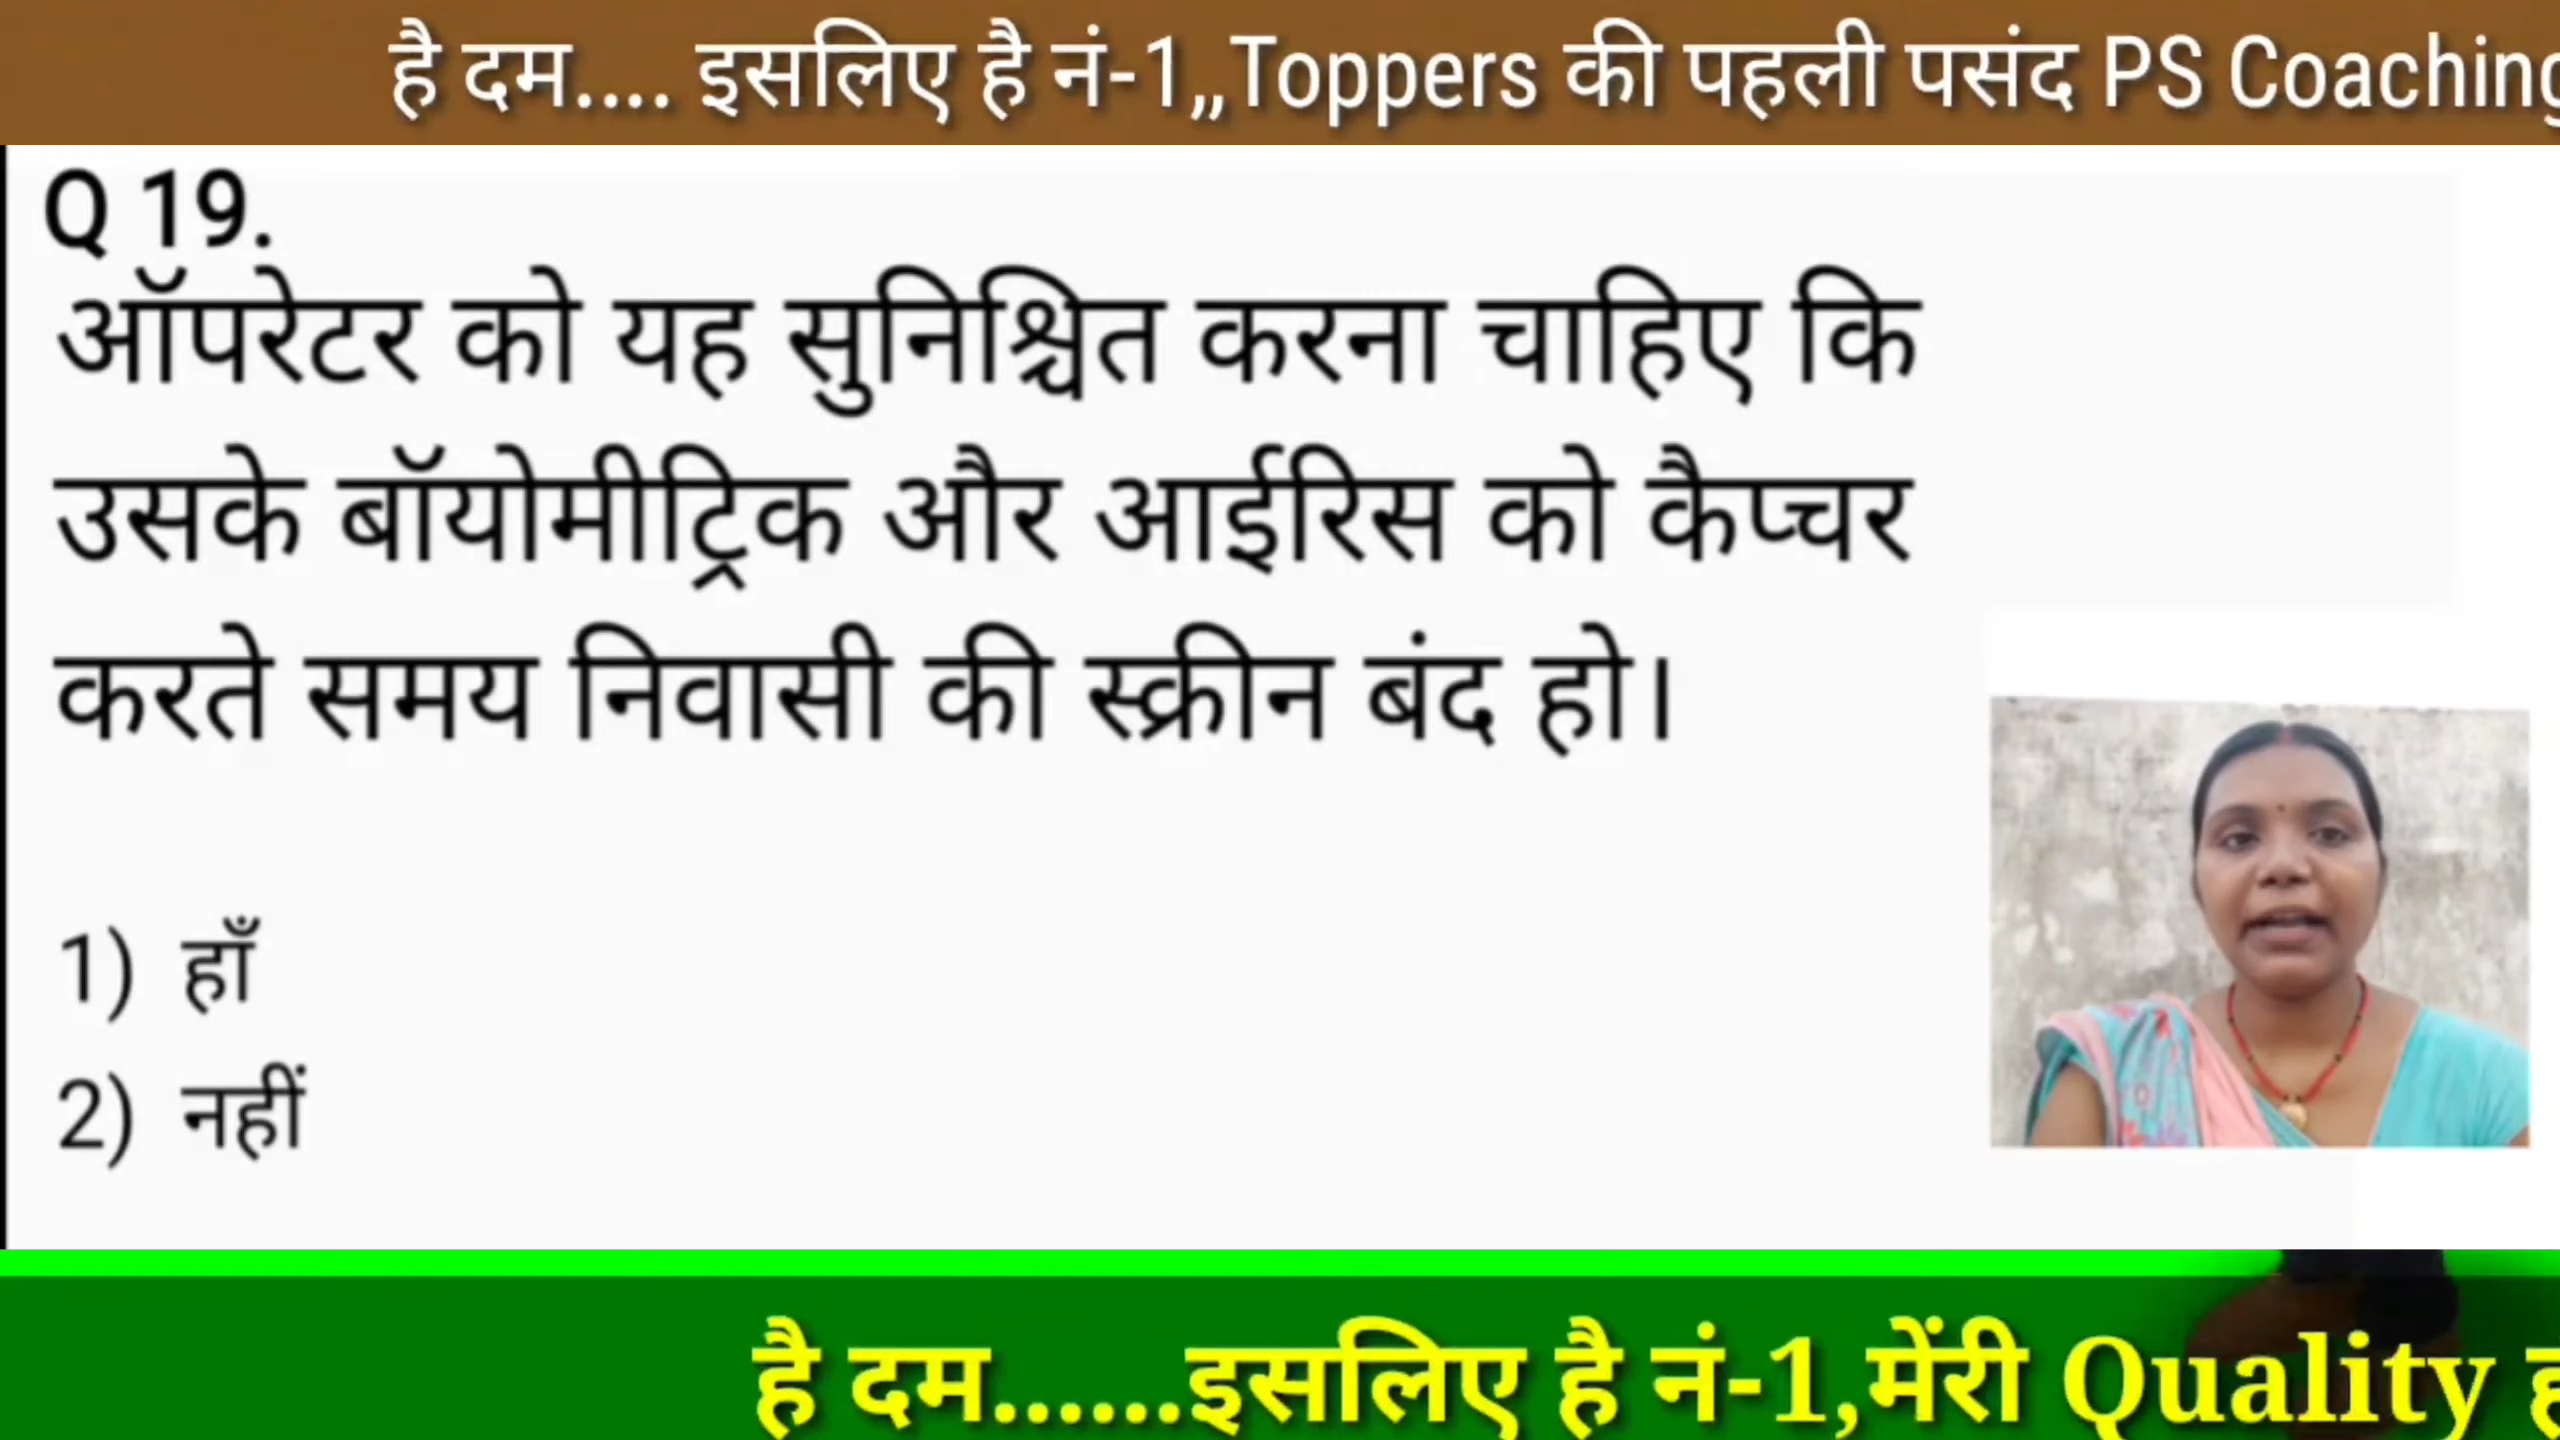 है दम.... इसलिए है नं-1,,Toppers की पहली पसंद PS Coaching
Q 19.
ऑपरेटर को यह सुनिश्चित करना चाहिए कि
उसके बॉयोमीट्रिक और आईरिस को कैप्चर
करते समय निवासी की स्क्रीन बंद हो।
1) हाँ
2) नहीं
है दम......इसलिए है नं-1,मेंरी Quality